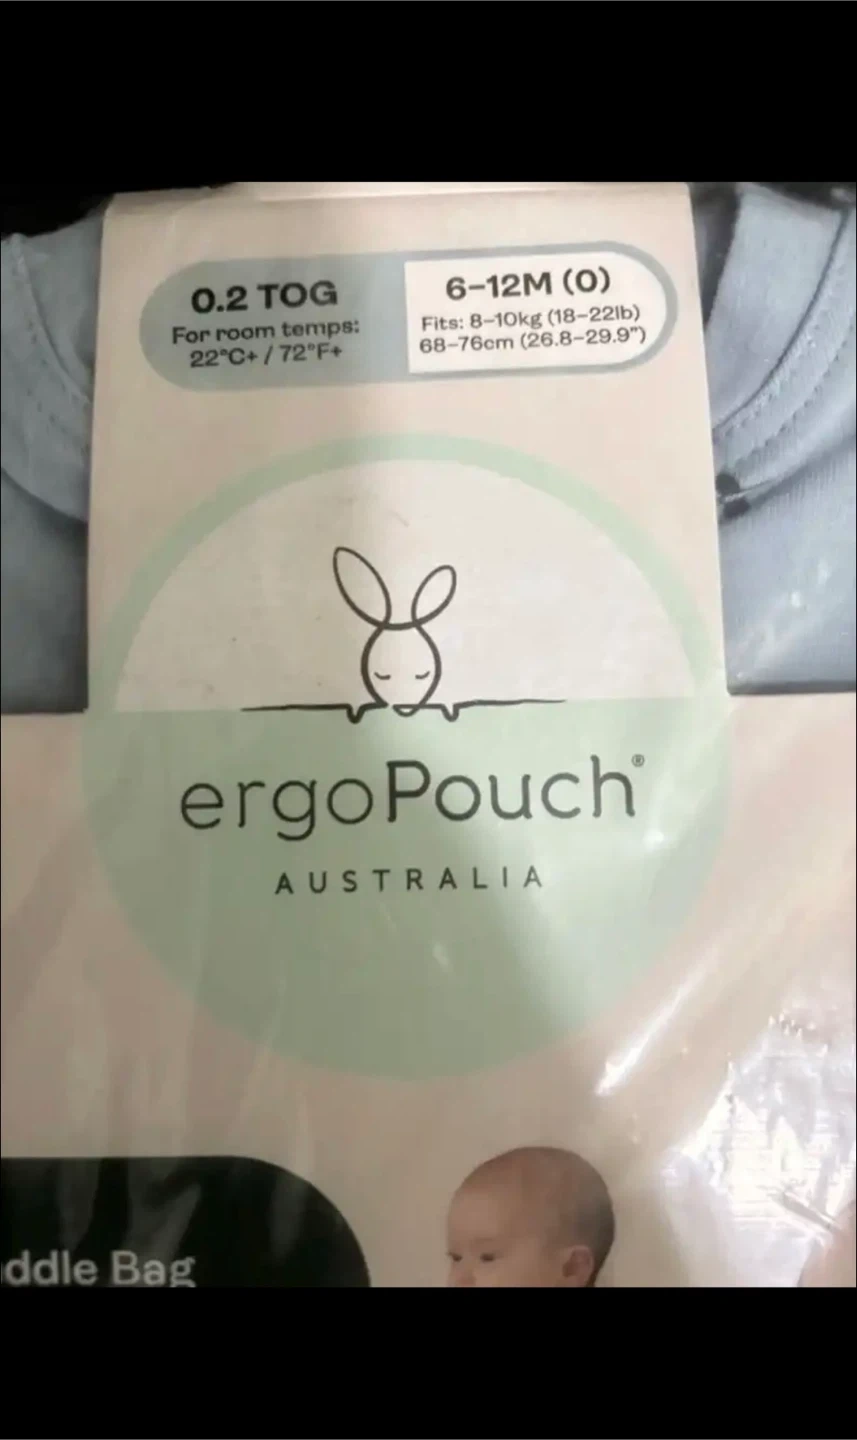 0.2 TOG
For room temps:
22°C+ / 72°F+
6-12M (0)
Fits: 8-10kg (18-22lb)
68-76cm (26.8-29.9")
ergoPouch®
AUSTRALIA
Bag